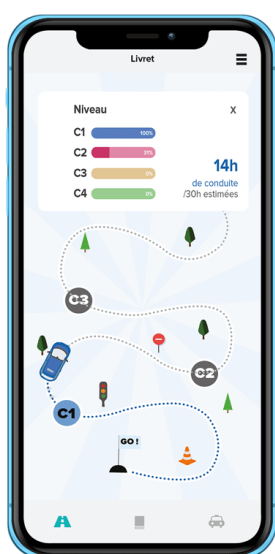 Livret
Niveau X
C1 100%
C2 31%
C3 0%
C4 0%
14h
de conduite
/30h estimées
C3
C2
C1
GO !